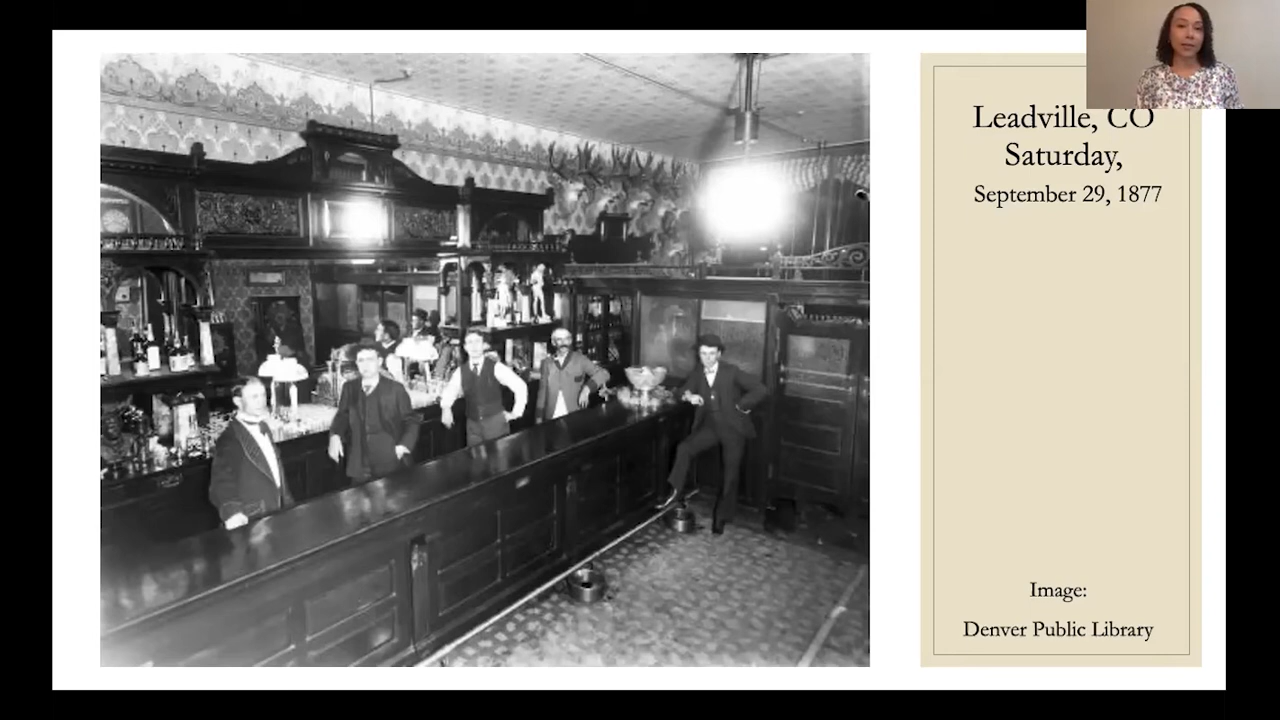 Leadville, CO
Saturday,
September 29, 1877
Image:
Denver Public Library